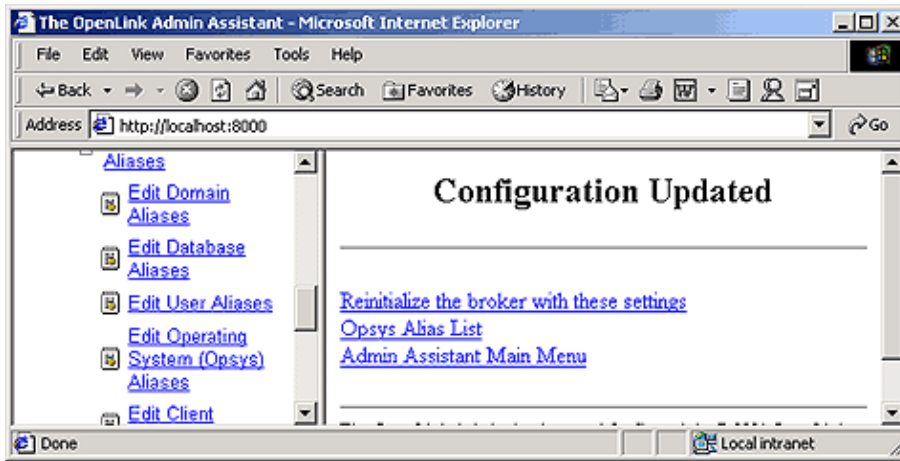 The OpenLink Admin Assistant - Microsoft Internet Explorer
File Edit View Favorites Tools Help
Back Search Favorites History
Address http://localhost:8000 Go
Aliases
Edit Domain
Aliases
Edit Database
Aliases
Edit User Aliases
Edit Operating
System (Opsys)
Aliases
Edit Client
Configuration Updated
Reinitialize the broker with these settings
Opsys Alias List
Admin Assistant Main Menu
Done Local intranet